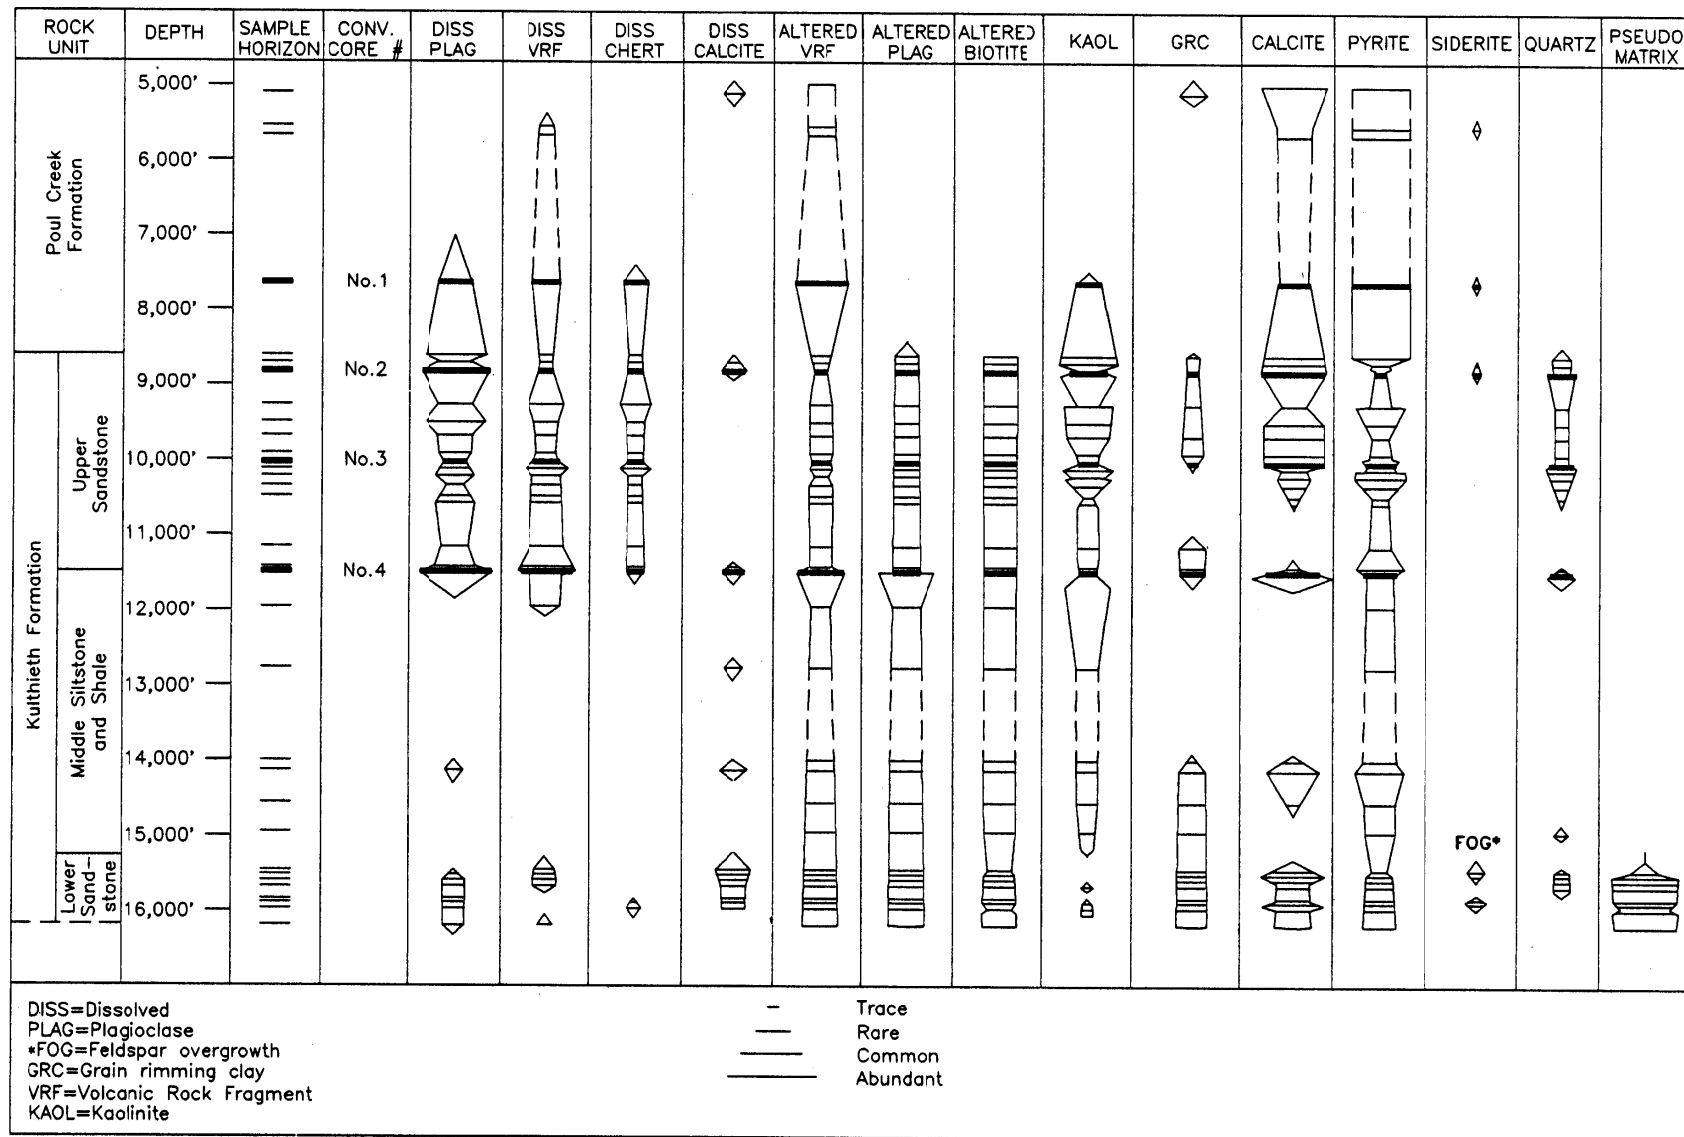 ROCK UNIT
DEPTH
SAMPLE HORIZON
CONV. CORE #
DISS PLAG
DISS VRF
DISS CHERT
DISS CALCITE
ALTERED VRF
ALTERED PLAG
ALTERED BIOTITE
KAOL
GRC
CALCITE
PYRITE
SIDERITE
QUARTZ
PSEUDO MATRIX
5,000'
6,000'
Poul Creek
Formation
7,000'
No.1
8,000'
No.2
9,000'
Upper
Sandstone
10,000'
No.3
11,000'
No.4
Kulthieth Formation
12,000'
Middle Siltstone
and Shale
13,000'
14,000'
15,000'
FOG*
Lower
Sand-
stone
16,000'
DISS=Dissolved
PLAG=Plagioclase
*FOG=Feldspar overgrowth
GRC=Grain rimming clay
VRF=Volcanic Rock Fragment
KAOL=Kaolinite
Trace
Rare
Common
Abundant